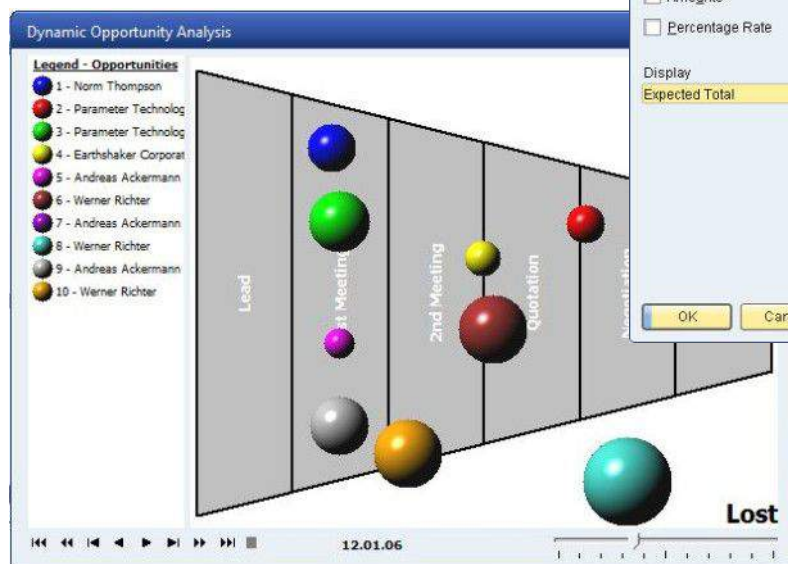 Dynamic Opportunity Analysis
Percentage Rate
Display
Expected Total
OK
Legend - Opportunities
1 - Norm Thompson
2 - Parameter Technolog
3 - Parameter Technolog
4 - Earthshaker Corporat
5 - Andreas Ackermann
6 - Werner Richter
7 - Andreas Ackermann
8 - Werner Richter
9 - Andreas Ackermann
10 - Werner Richter
Lead
st Meeting
2nd Meeting
Quotation
Lost
12.01.06